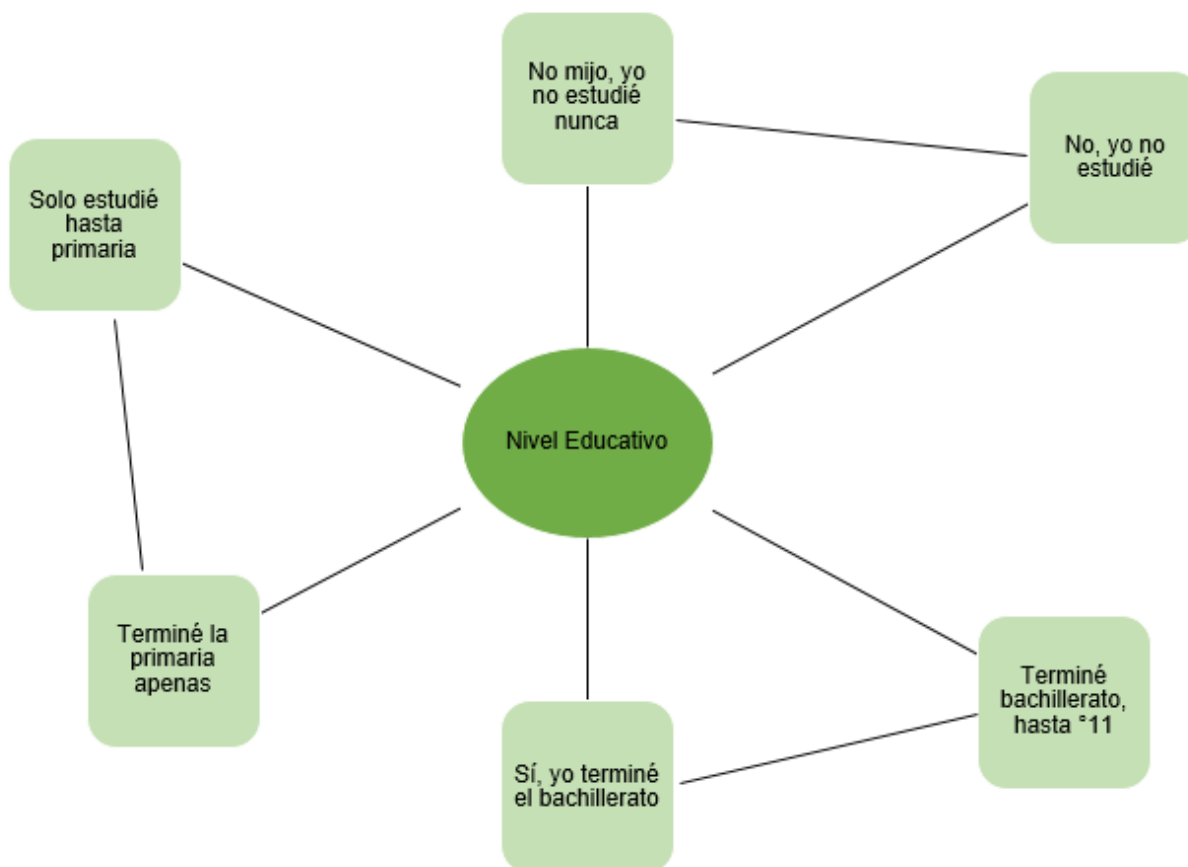 No mijo, yo
no estudié
nunca
No, yo no
estudié
Solo estudié
hasta
primaria
Nivel Educativo
Terminé la
primaria
apenas
Terminé
bachillerato,
hasta °11
Sí, yo terminé
el bachillerato